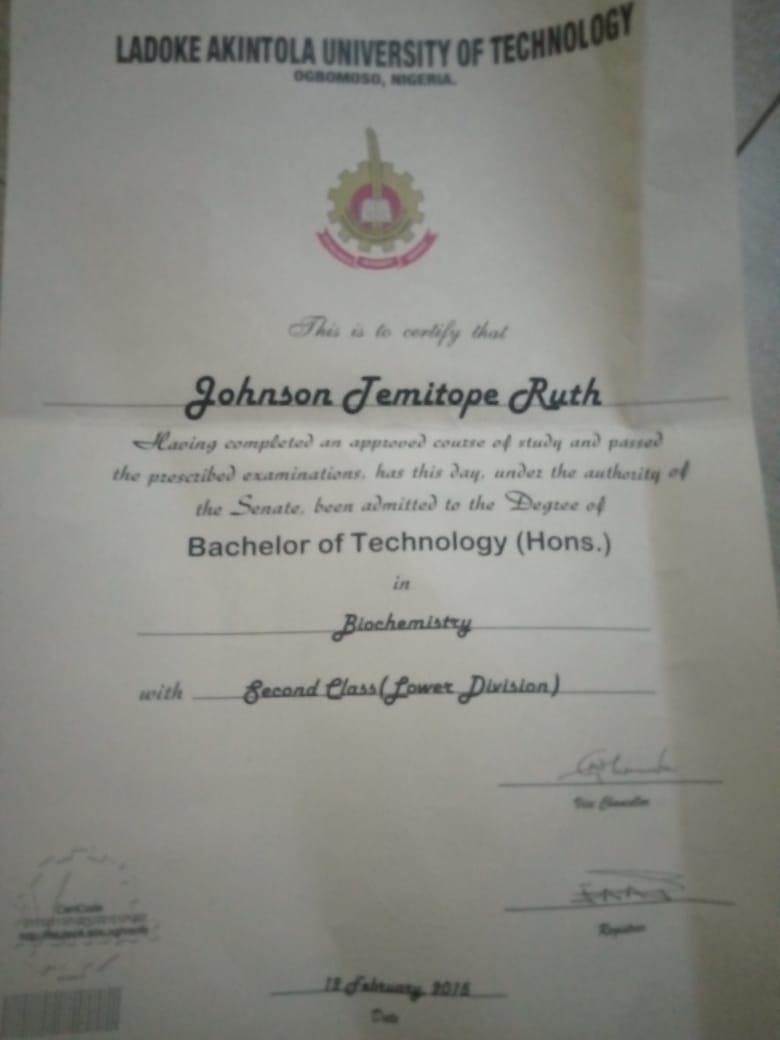 LADOKE AKINTOLA UNIVERSITY OF TECHNOLOGY
OGBOMOSO, NIGERIA.
This is to certify that
Johnson Temitope Ruth
Having completed an approved course of study and passed
the prescribed examinations, has this day, under the authority of
the Senate, been admitted to the Degree of
Bachelor of Technology (Hons.)
in
Biochemistry
with Second Class(Lower Division)
Vice Chancellor
Registrar
CertCode
12 February, 2015
Date